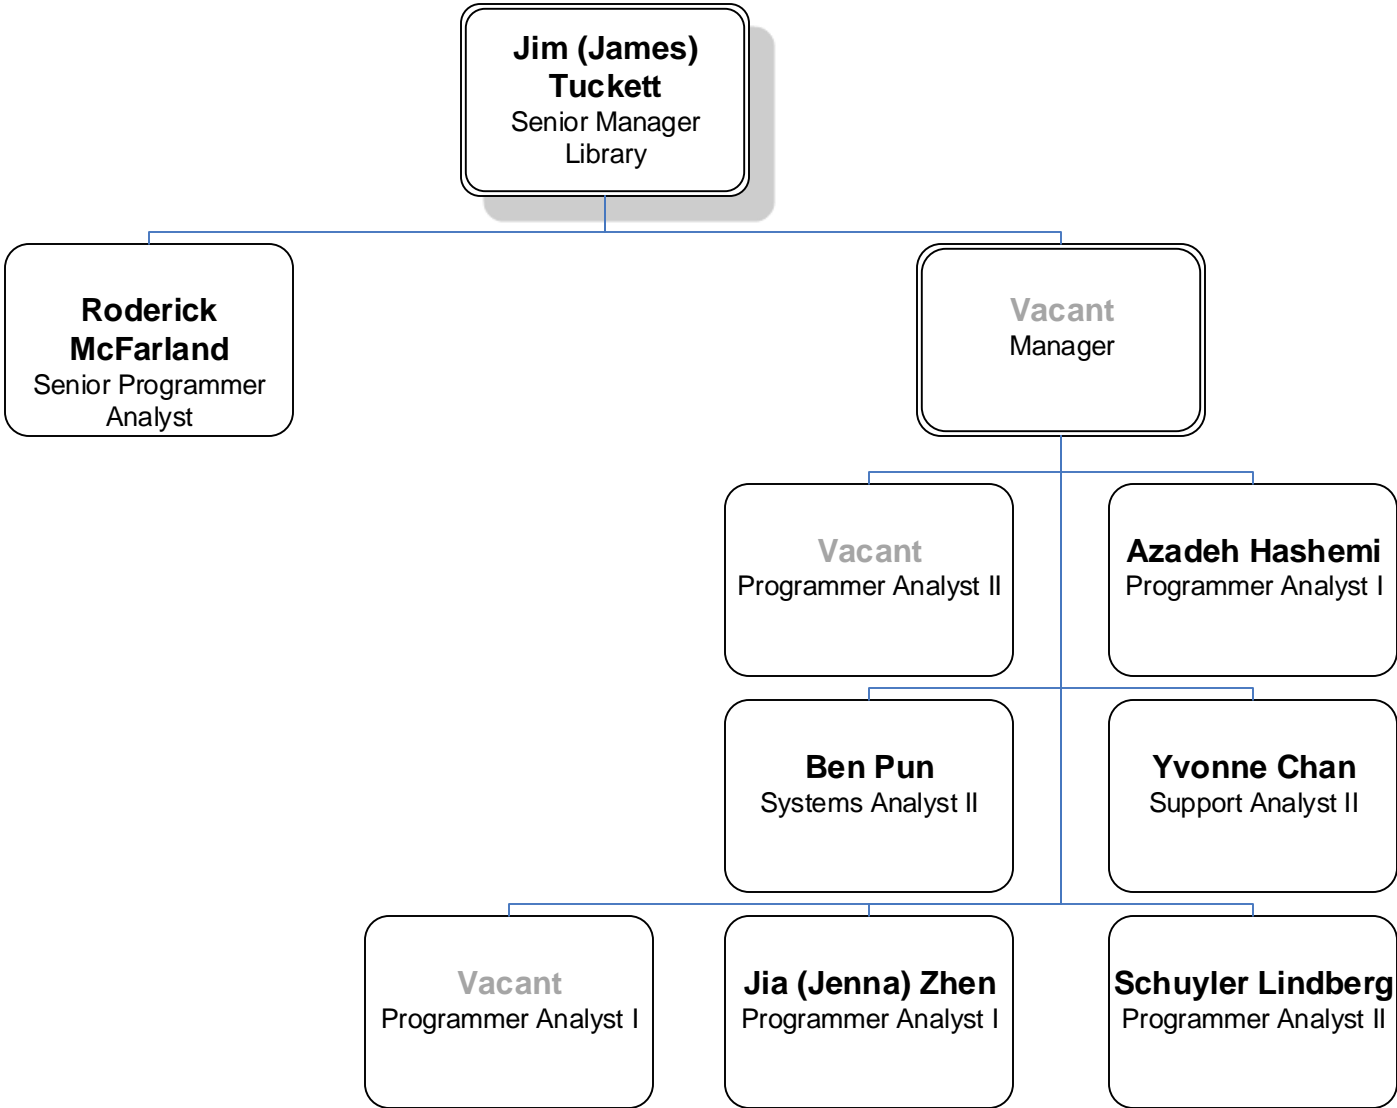 Jim (James)
Tuckett
Senior Manager
Library
Roderick
McFarland
Senior Programmer
Analyst
Vacant
Manager
Vacant
Programmer Analyst II
Azadeh Hashemi
Programmer Analyst I
Ben Pun
Systems Analyst II
Yvonne Chan
Support Analyst II
Vacant
Programmer Analyst I
Jia (Jenna) Zhen
Programmer Analyst I
Schuyler Lindberg
Programmer Analyst II